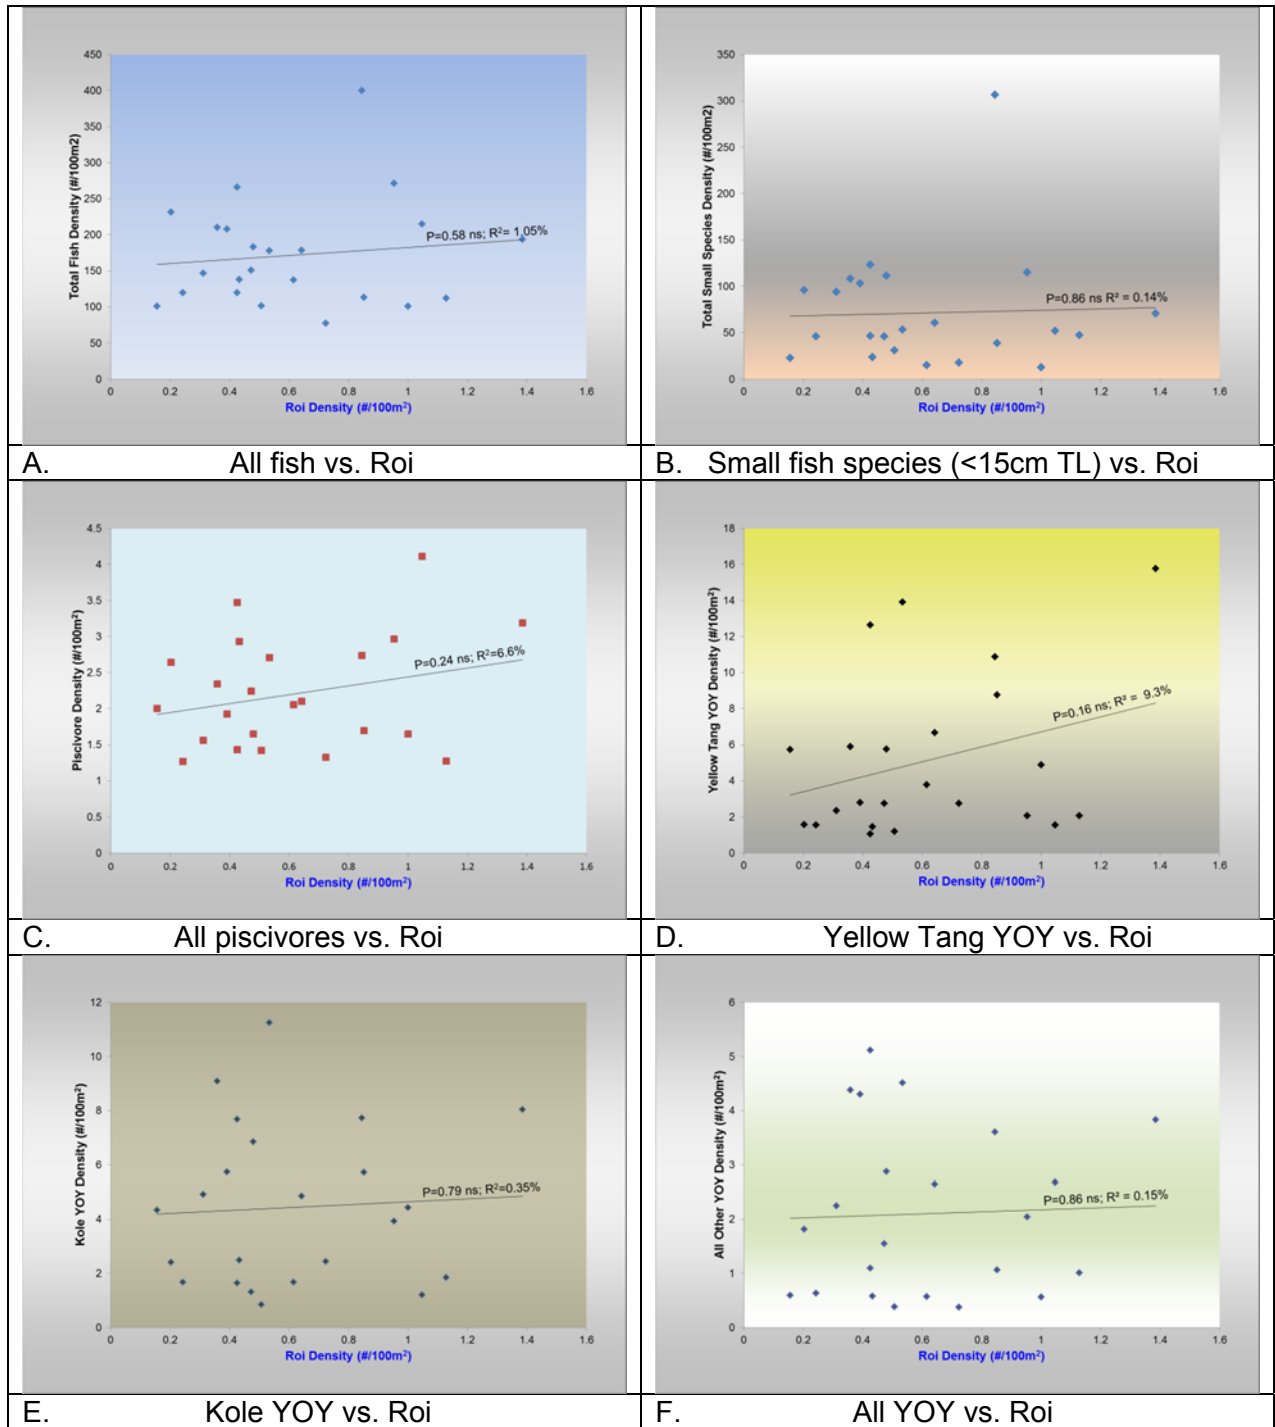 450
400
350
300
250
200
150
100
50
0
Total Fish Density (#/100m2)
P=0.58 ns; R²= 1.05%
0 0.2 0.4 0.6 0.8 1 1.2 1.4 1.6
Roi Density (#/100m²)
A. All fish vs. Roi
350
300
250
200
150
100
50
0
Total Small Species Density (#/100m2)
P=0.86 ns R² = 0.14%
0 0.2 0.4 0.6 0.8 1 1.2 1.4 1.6
Roi Density (#/100m²)
B. Small fish species (<15cm TL) vs. Roi
4.5
4
3.5
3
2.5
2
1.5
1
0.5
0
Piscivore Density (#/100m²)
P=0.24 ns; R²=6.6%
0 0.2 0.4 0.6 0.8 1 1.2 1.4 1.6
Roi Density (#/100m²)
C. All piscivores vs. Roi
18
16
14
12
10
8
6
4
2
0
Yellow Tang YOY Density (#/100m²)
P=0.16 ns; R² = 9.3%
0 0.2 0.4 0.6 0.8 1 1.2 1.4 1.6
Roi Density (#/100m²)
D. Yellow Tang YOY vs. Roi
12
10
8
6
4
2
0
Kole YOY Density (#/100m²)
P=0.79 ns; R²=0.35%
0 0.2 0.4 0.6 0.8 1 1.2 1.4 1.6
Roi Density (#/100m²)
E. Kole YOY vs. Roi
6
5
4
3
2
1
0
All Other YOY Density (#/100m²)
P=0.86 ns; R² = 0.15%
0 0.2 0.4 0.6 0.8 1 1.2 1.4 1.6
Roi Density (#/100m²)
F. All YOY vs. Roi